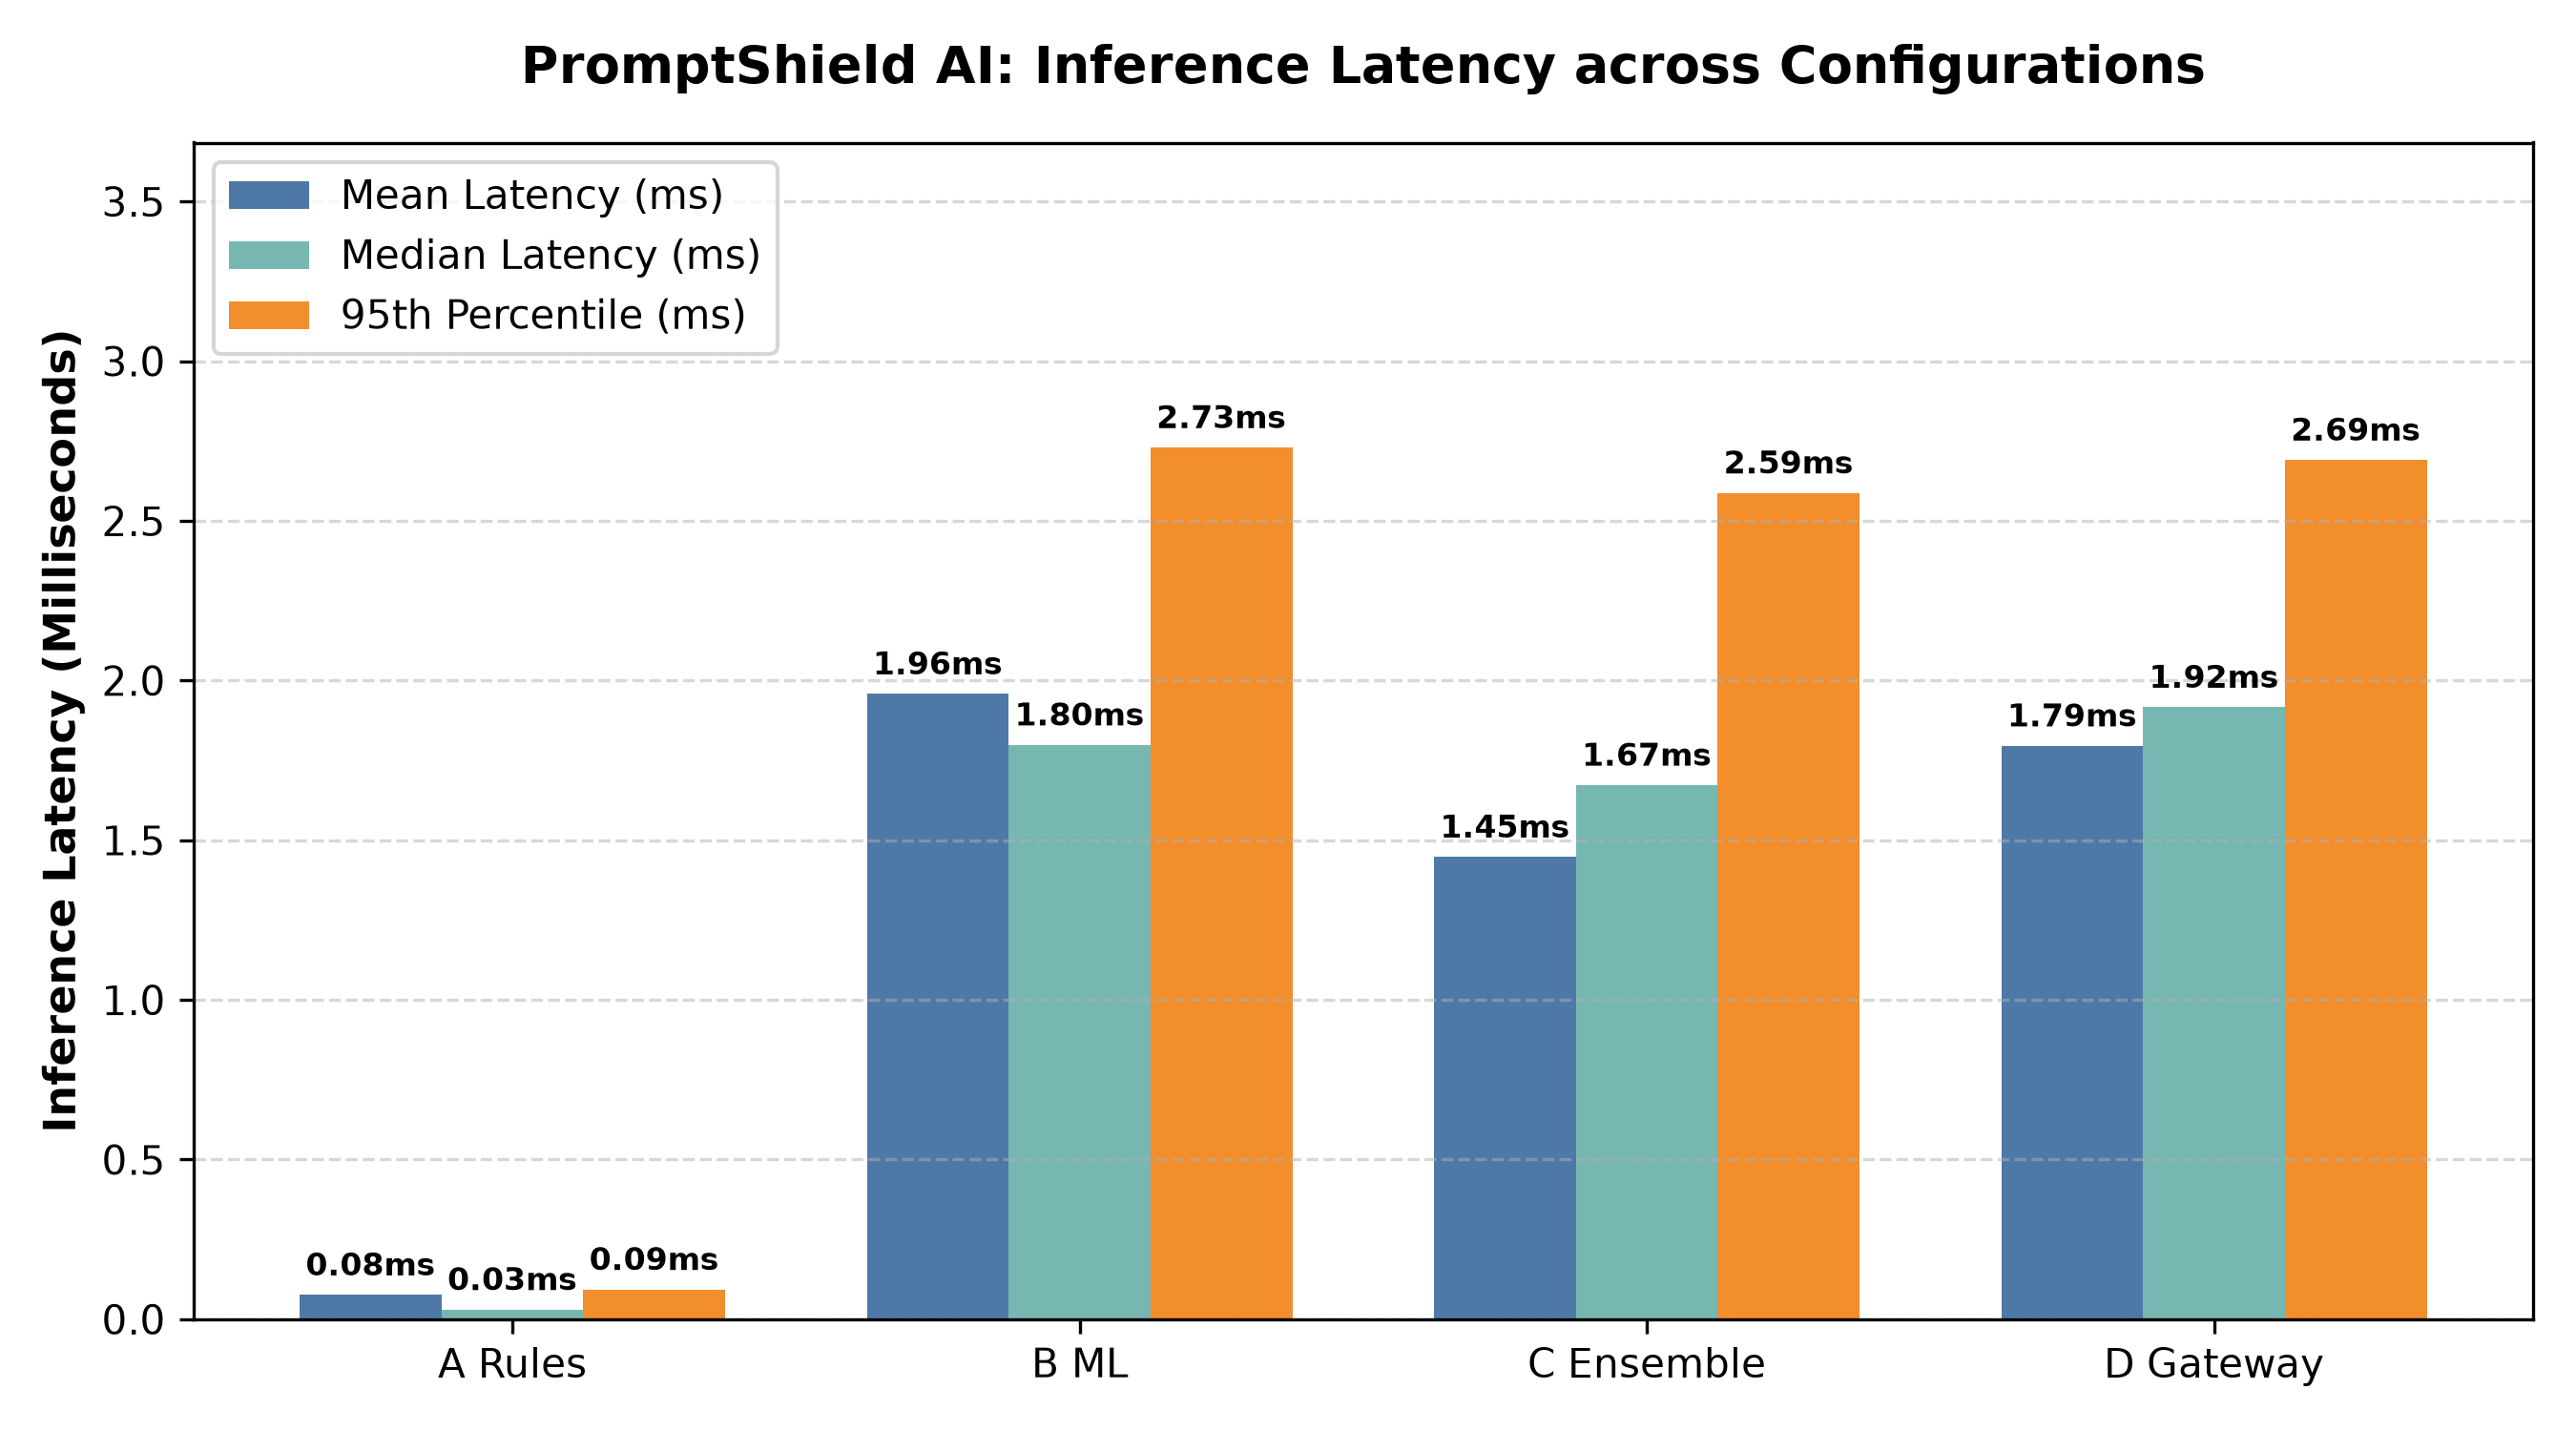 PromptShield AI: Inference Latency across Configurations
Mean Latency (ms)
Median Latency (ms)
95th Percentile (ms)
Inference Latency (Milliseconds)
3.5
3.0
2.5
2.0
1.5
1.0
0.5
0.0
0.08ms
0.03ms
0.09ms
1.96ms
1.80ms
2.73ms
1.45ms
1.67ms
2.59ms
1.79ms
1.92ms
2.69ms
A Rules
B ML
C Ensemble
D Gateway